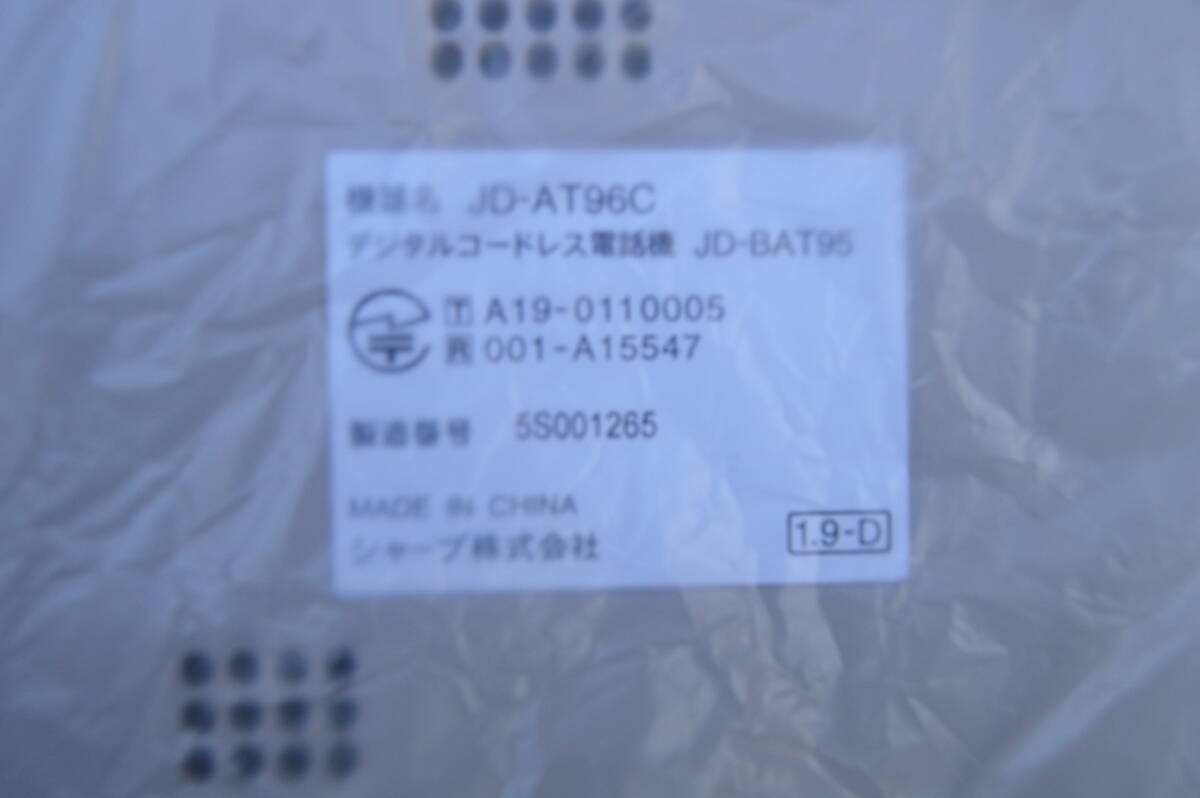 機種名 JD-AT96C
デジタルコードレス電話機 JD-BAT95
T A19-0110005
R 001-A15547
製造番号 5S001265
MADE IN CHINA
シャープ株式会社
1.9-D